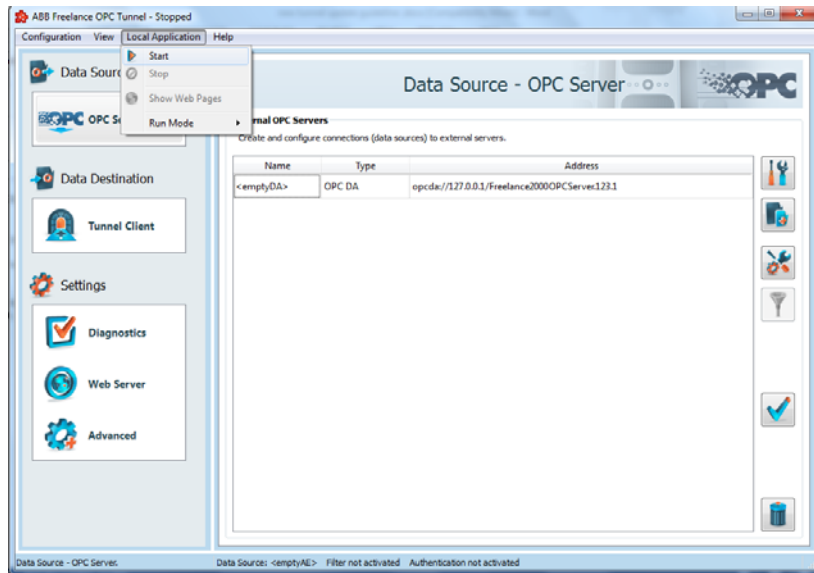 ABB Freelance OPC Tunnel - Stopped
Configuration View Local Application Help
Start
Stop
Show Web Pages
Run Mode
Data Sour
OPC Se
Data Destination
Tunnel Client
Settings
Diagnostics
Web Server
Advanced
Data Source - OPC Server
OPC
rnal OPC Servers
Create and configure connections (data sources) to external servers.
Name Type Address
<emptyDA> OPC DA opcda://127.0.0.1/Freelance2000OPCServer.123.1
Data Source - OPC Server. Data Source: <emptyAE> Filter not activated Authentication not activated